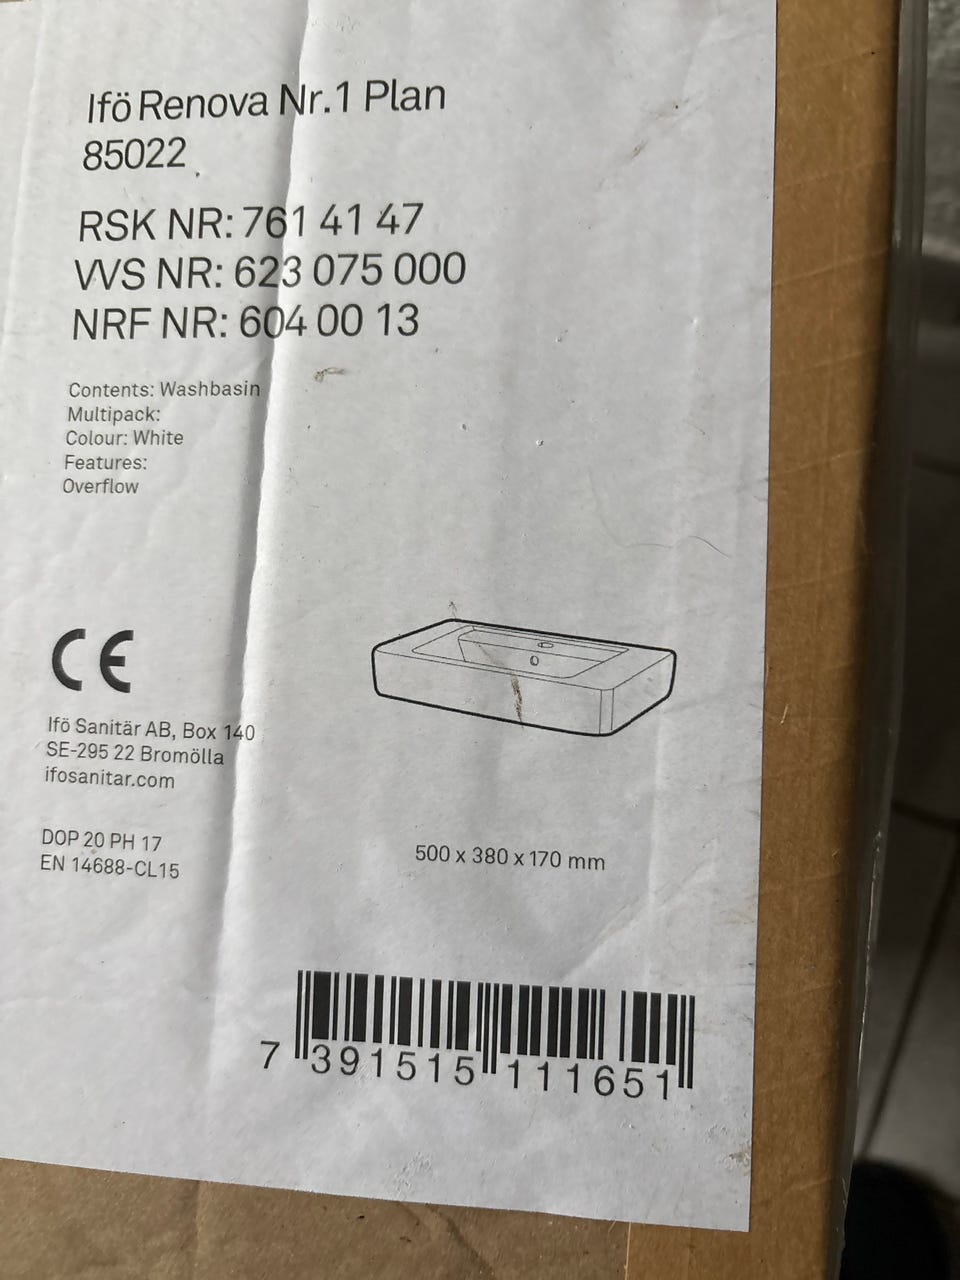 Ifö Renova Nr.1 Plan
85022
RSK NR: 761 41 47
VVS NR: 623 075 000
NRF NR: 604 00 13
Contents: Washbasin
Multipack:
Colour: White
Features:
Overflow
CE
Ifö Sanitär AB, Box 140
SE-295 22 Bromölla
ifosanitar.com
DOP 20 PH 17
EN 14688-CL15
500 x 380 x 170 mm
7 391515 111651